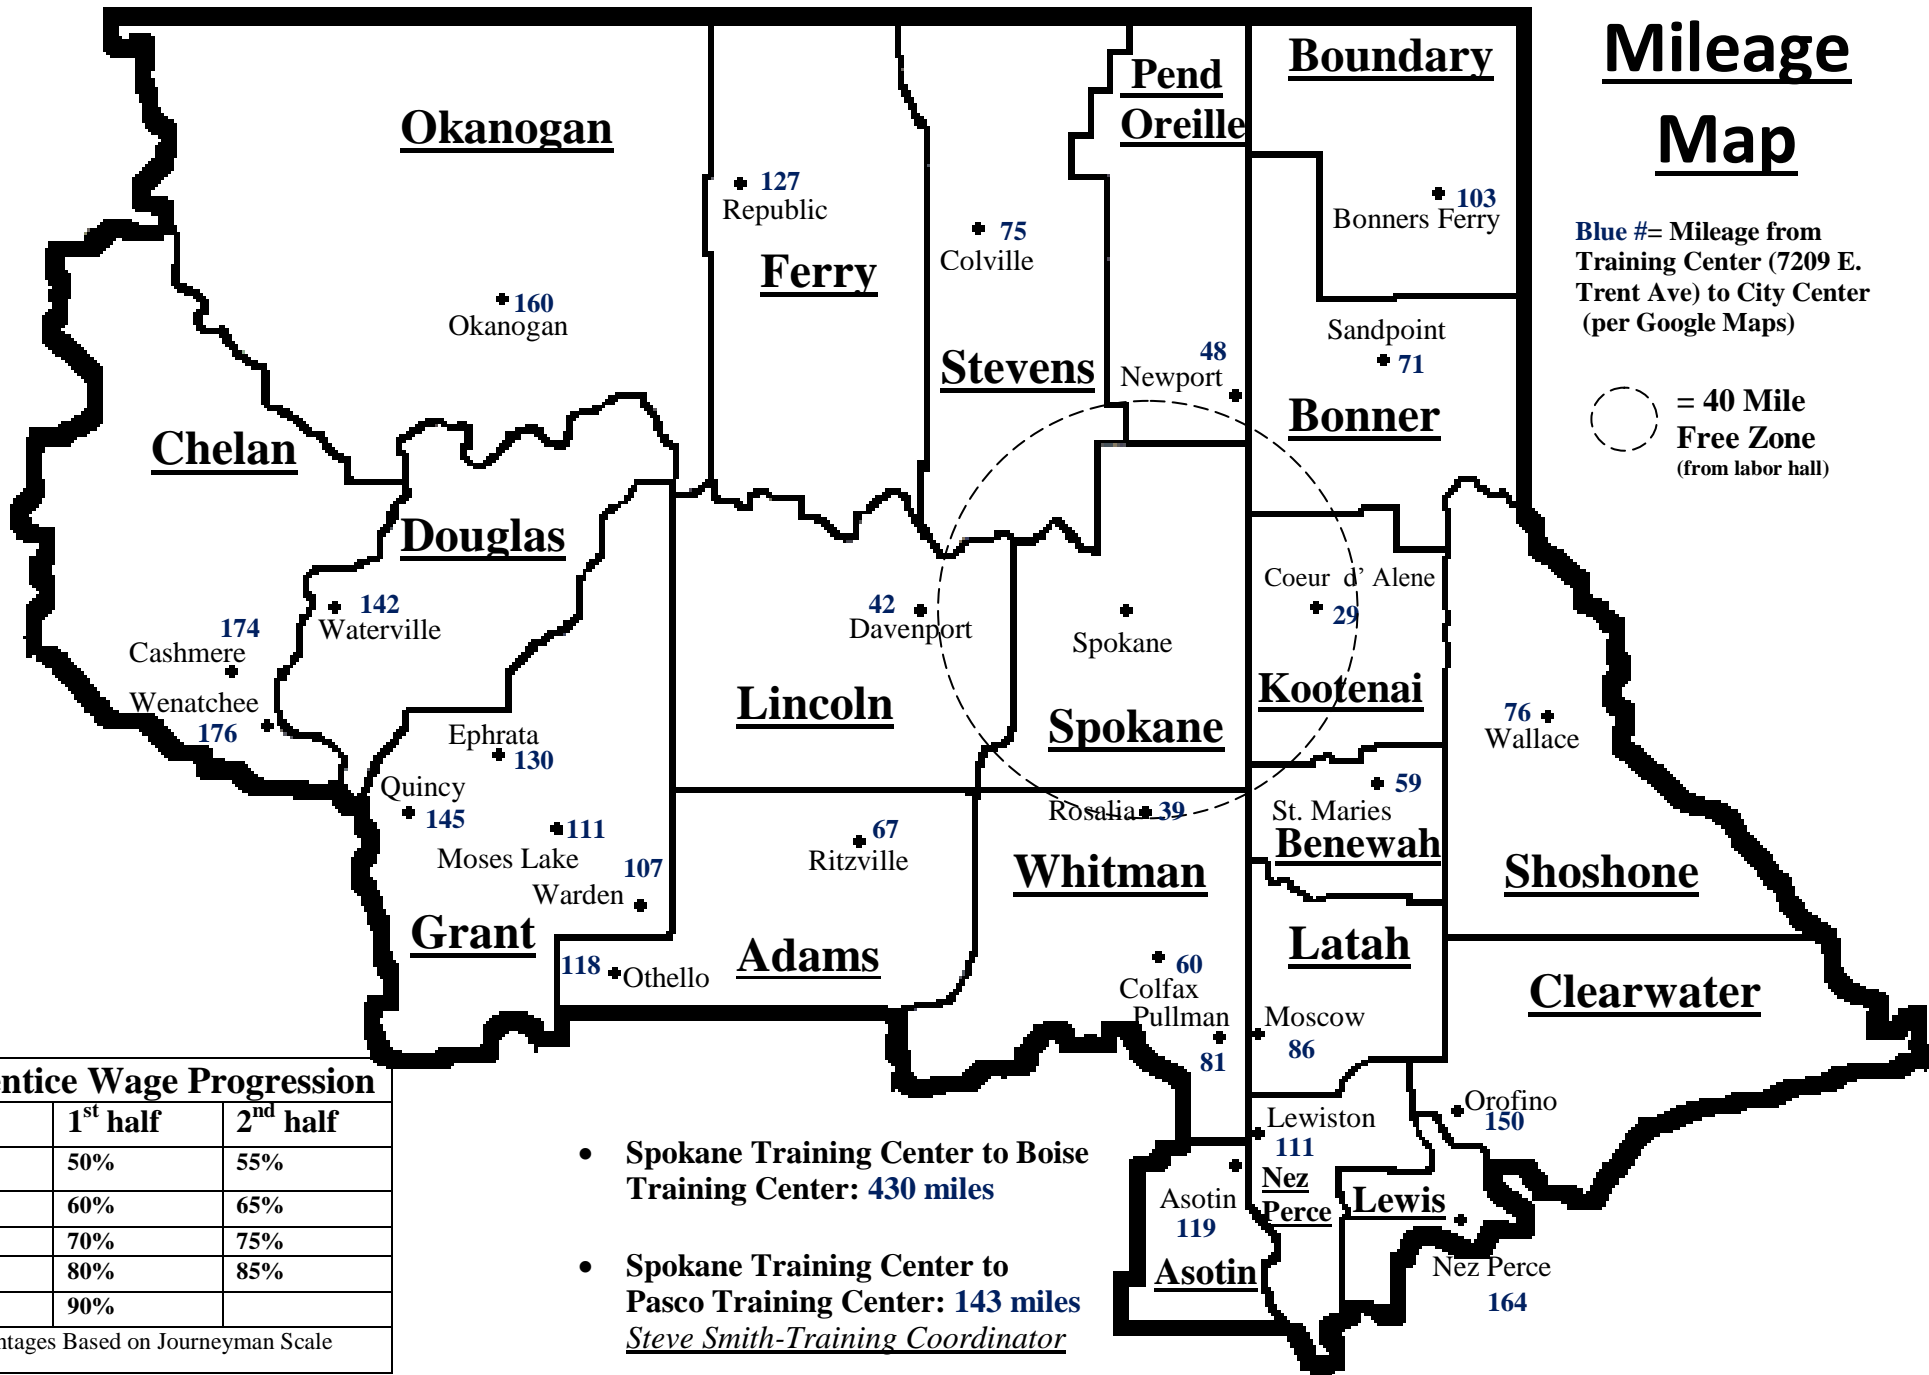 Mileage
Map
Blue #= Mileage from
Training Center (7209 E.
Trent Ave) to City Center
(per Google Maps)
= 40 Mile
Free Zone
(from labor hall)
Okanogan
160
Okanogan
127
Republic
Ferry
75
Colville
Stevens
Pend
Oreille
48
Newport
Boundary
103
Bonners Ferry
Sandpoint
71
Bonner
Chelan
174
Cashmere
Wenatchee
176
Douglas
142
Waterville
42
Davenport
Lincoln
Spokane
Spokane
Coeur d' Alene
29
Kootenai
76
Wallace
Shoshone
Ephrata
130
Quincy
145
111
Moses Lake
107
Warden
Grant
67
Ritzville
118
Othello
Adams
Rosalia
39
Whitman
60
Colfax
Pullman
81
59
St. Maries
Benewah
Latah
Moscow
86
Clearwater
Orofino
150
Lewiston
111
Nez
Perce
Lewis
Nez Perce
164
Asotin
119
Asotin
entice Wage Progression
1st half 2nd half
50% 55%
60% 65%
70% 75%
80% 85%
90%
ntages Based on Journeyman Scale
• Spokane Training Center to Boise
Training Center: 430 miles
• Spokane Training Center to
Pasco Training Center: 143 miles
Steve Smith-Training Coordinator